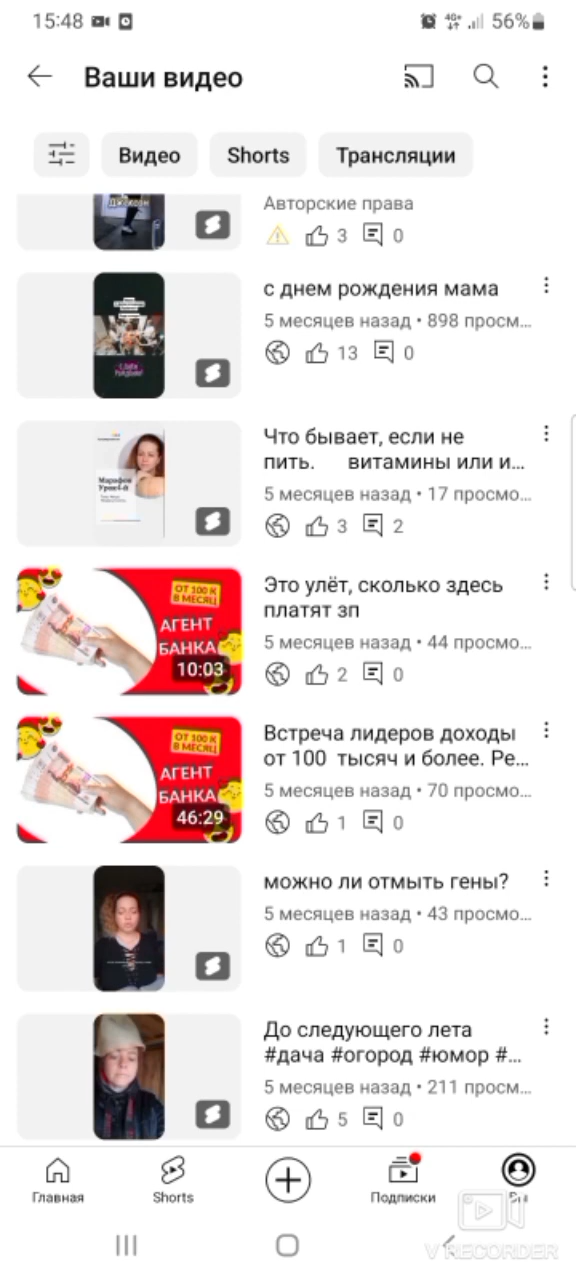 15:48
4G+
56%
Ваши видео
Видео
Shorts
Трансляции
Авторские права
3
0
с днем рождения мама
5 месяцев назад • 898 просм...
13
0
Что бывает, если не
пить. витамины или и...
5 месяцев назад • 17 просмо...
3
2
Марафон
Это улёт, сколько здесь
платят зп
5 месяцев назад • 44 просмо...
2
0
ОТ 100 К
В МЕСЯЦ
АГЕНТ
БАНКА
10:03
Встреча лидеров доходы
от 100 тысяч и более. Ре...
5 месяцев назад • 70 просмо...
1
0
ОТ 100 К
В МЕСЯЦ
АГЕНТ
БАНКА
46:29
можно ли отмыть гены?
5 месяцев назад • 43 просмо...
1
0
До следующего лета
#дача #огород #юмор #...
5 месяцев назад • 211 просм...
5
0
Главная
Shorts
Подписки
Вы
V RECORDER